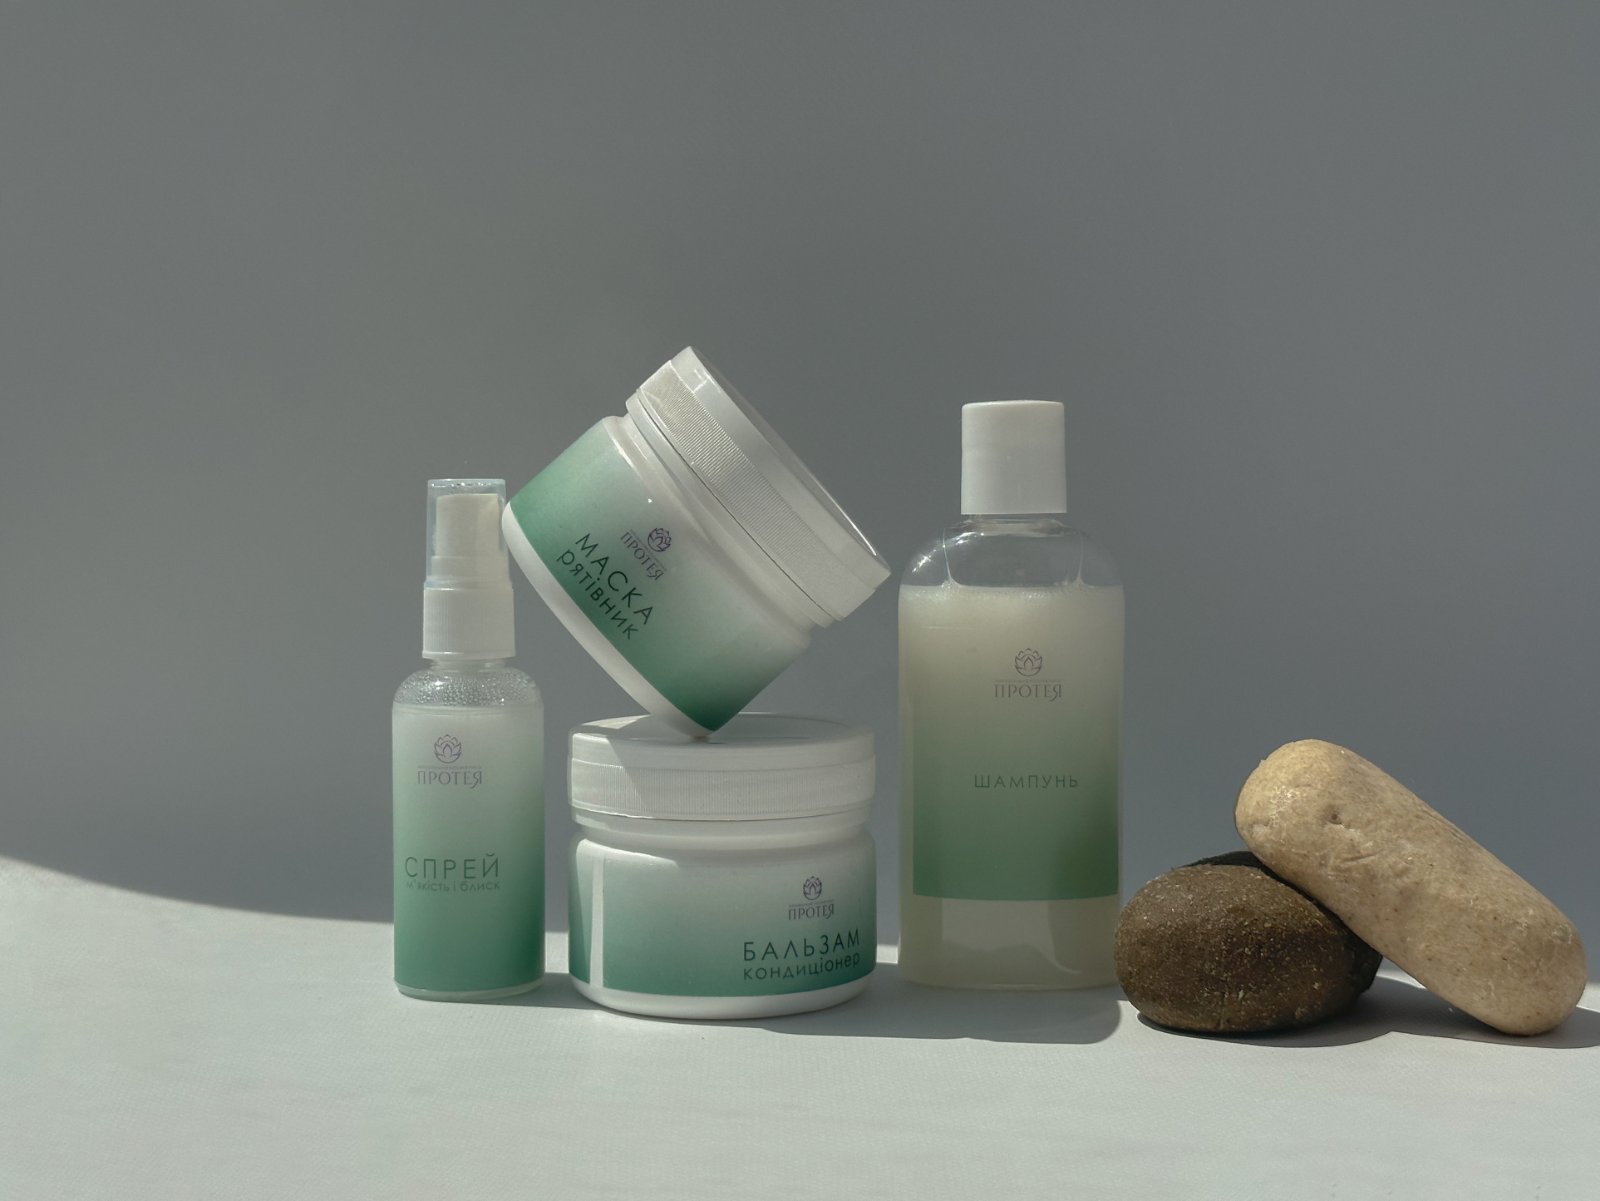 ПРОТЕЯ
СПРЕЙ
м'якість і блиск
ПРОТЕЯ
МАСКА
рятівник
ПРОТЕЯ
БАЛЬЗАМ
кондиціонер
ПРОТЕЯ
ШАМПУНЬ